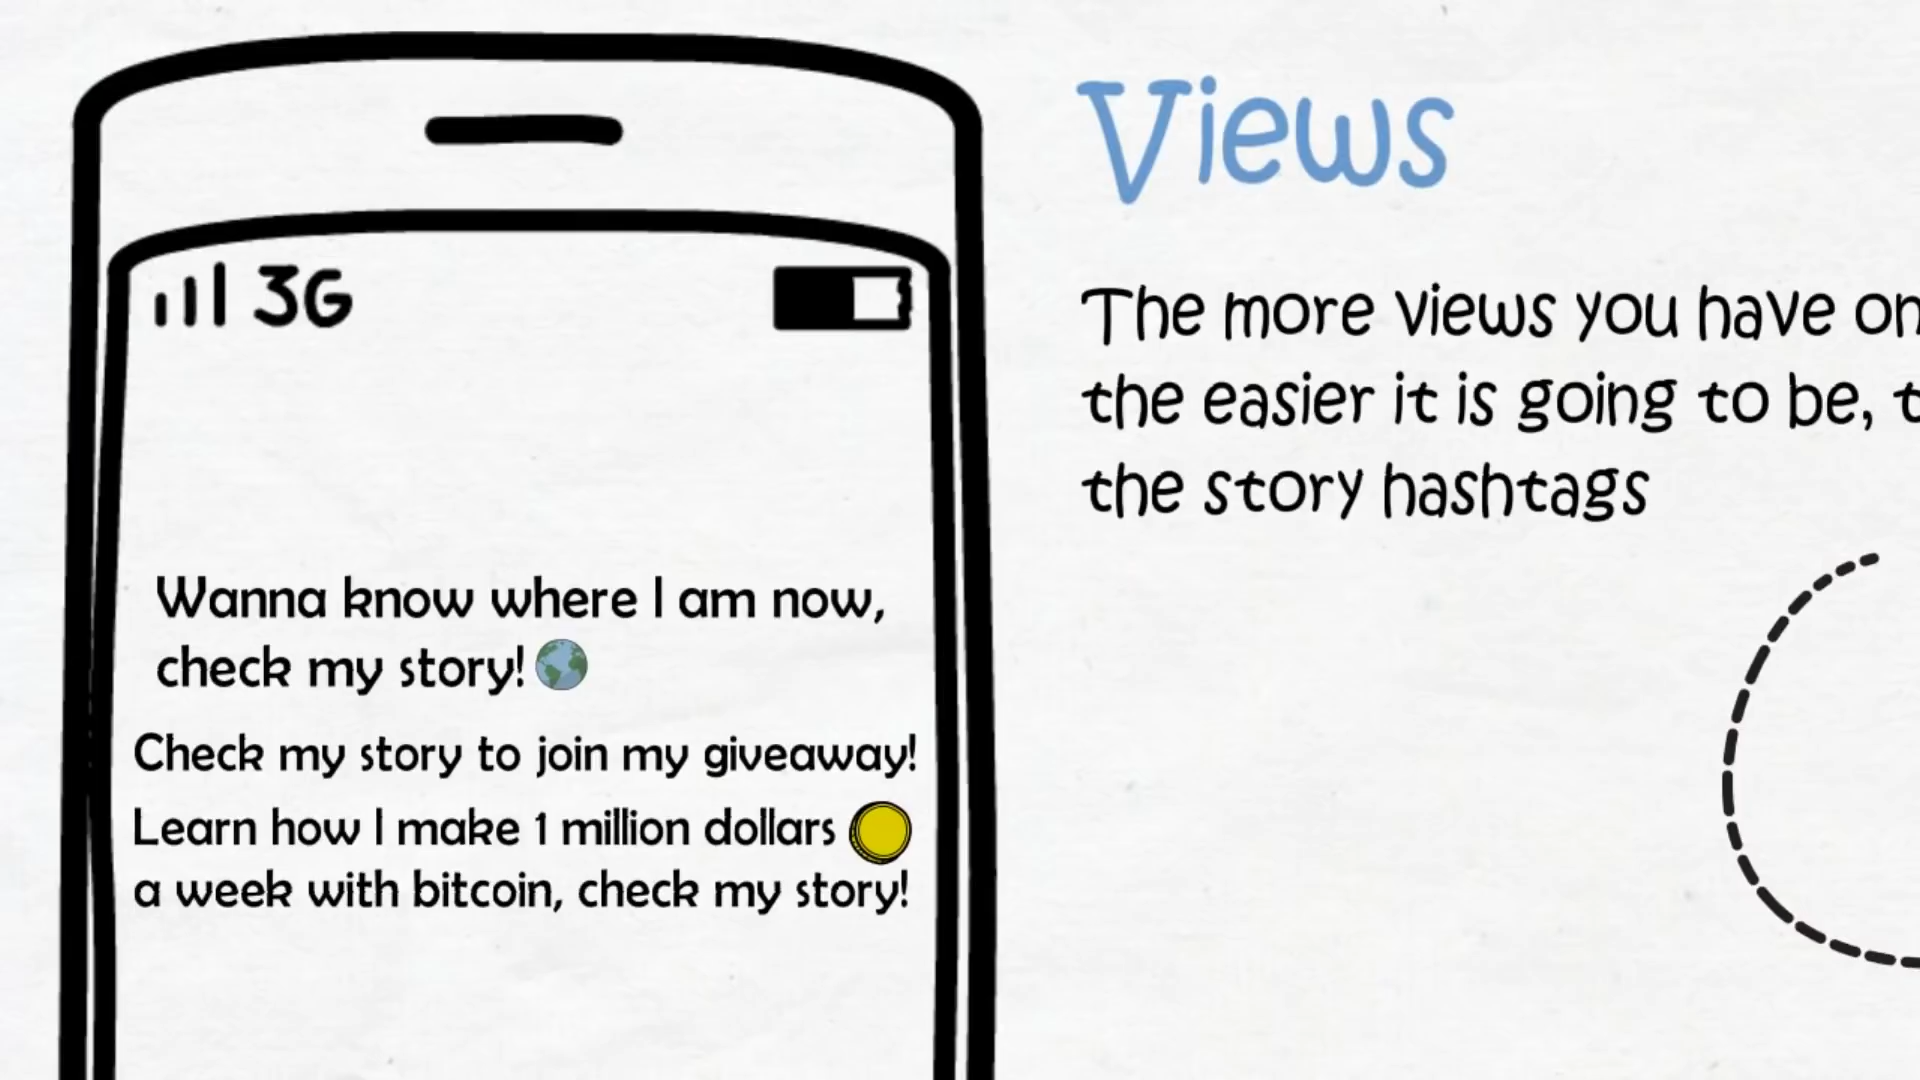 3G
Wanna know where I am now,
check my story!
Check my story to join my giveaway!
Learn how I make 1 million dollars
a week with bitcoin, check my story!
Views
The more views you have on
the easier it is going to be,
the story hashtags